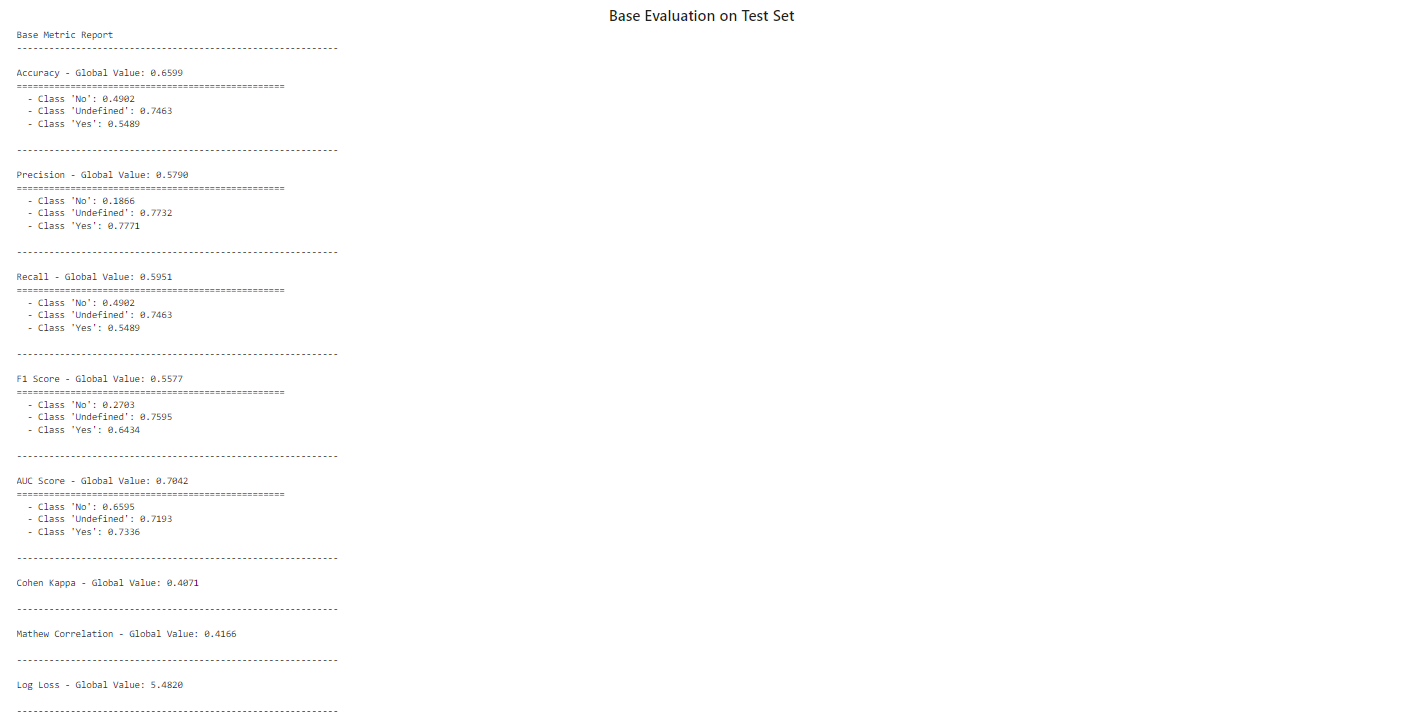 Base Evaluation on Test Set
Base Metric Report
------------------------------------------------------------
Accuracy - Global Value: 0.6599
==================================================
- Class 'No': 0.4902
- Class 'Undefined': 0.7463
- Class 'Yes': 0.5489
------------------------------------------------------------
Precision - Global Value: 0.5790
==================================================
- Class 'No': 0.1866
- Class 'Undefined': 0.7732
- Class 'Yes': 0.7771
------------------------------------------------------------
Recall - Global Value: 0.5951
==================================================
- Class 'No': 0.4902
- Class 'Undefined': 0.7463
- Class 'Yes': 0.5489
------------------------------------------------------------
F1 Score - Global Value: 0.5577
==================================================
- Class 'No': 0.2703
- Class 'Undefined': 0.7595
- Class 'Yes': 0.6434
------------------------------------------------------------
AUC Score - Global Value: 0.7042
==================================================
- Class 'No': 0.6595
- Class 'Undefined': 0.7193
- Class 'Yes': 0.7336
------------------------------------------------------------
Cohen Kappa - Global Value: 0.4071
------------------------------------------------------------
Mathew Correlation - Global Value: 0.4166
------------------------------------------------------------
Log Loss - Global Value: 5.4820
------------------------------------------------------------